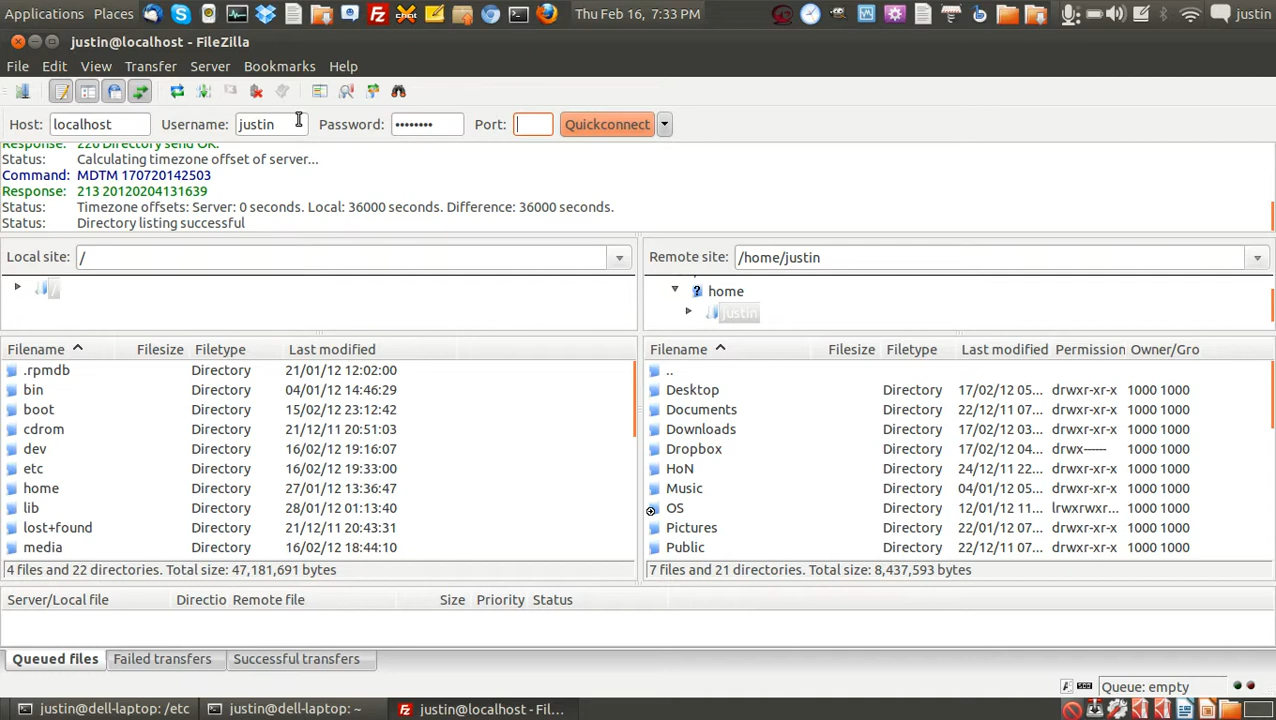 Applications Places Thu Feb 16, 7:33 PM justin
justin@localhost - FileZilla
File Edit View Transfer Server Bookmarks Help
Host: localhost Username: justin Password: •••••••• Port: Quickconnect
Response: 226 Directory send OK.
Status: Calculating timezone offset of server...
Command: MDTM 170720142503
Response: 213 20120204131639
Status: Timezone offsets: Server: 0 seconds. Local: 36000 seconds. Difference: 36000 seconds.
Status: Directory listing successful
Local site: / Remote site: /home/justin
/ ? home
justin
Filename Filesize Filetype Last modified Filename Filesize Filetype Last modified Permission Owner/Gro
.rpmdb Directory 21/01/12 12:02:00 ..
bin Directory 04/01/12 14:46:29 Desktop Directory 17/02/12 05... drwxr-xr-x 1000 1000
boot Directory 15/02/12 23:12:42 Documents Directory 22/12/11 07... drwxr-xr-x 1000 1000
cdrom Directory 21/12/11 20:51:03 Downloads Directory 17/02/12 03... drwxr-xr-x 1000 1000
dev Directory 16/02/12 19:16:07 Dropbox Directory 17/02/12 04... drwx------ 1000 1000
etc Directory 16/02/12 19:33:00 HoN Directory 24/12/11 22... drwxr-xr-x 1000 1000
home Directory 27/01/12 13:36:47 Music Directory 04/01/12 05... drwxr-xr-x 1000 1000
lib Directory 28/01/12 01:13:40 OS Directory 12/01/12 11... lrwxrwxr... 1000 1000
lost+found Directory 21/12/11 20:43:31 Pictures Directory 22/01/12 07... drwxr-xr-x 1000 1000
media Directory 16/02/12 18:44:10 Public Directory 22/12/11 07... drwxr-xr-x 1000 1000
4 files and 22 directories. Total size: 47,181,691 bytes 7 files and 21 directories. Total size: 8,437,593 bytes
Server/Local file Directio Remote file Size Priority Status
Queued files Failed transfers Successful transfers
Queue: empty
justin@dell-laptop: /etc justin@dell-laptop: ~ justin@localhost - Fil...